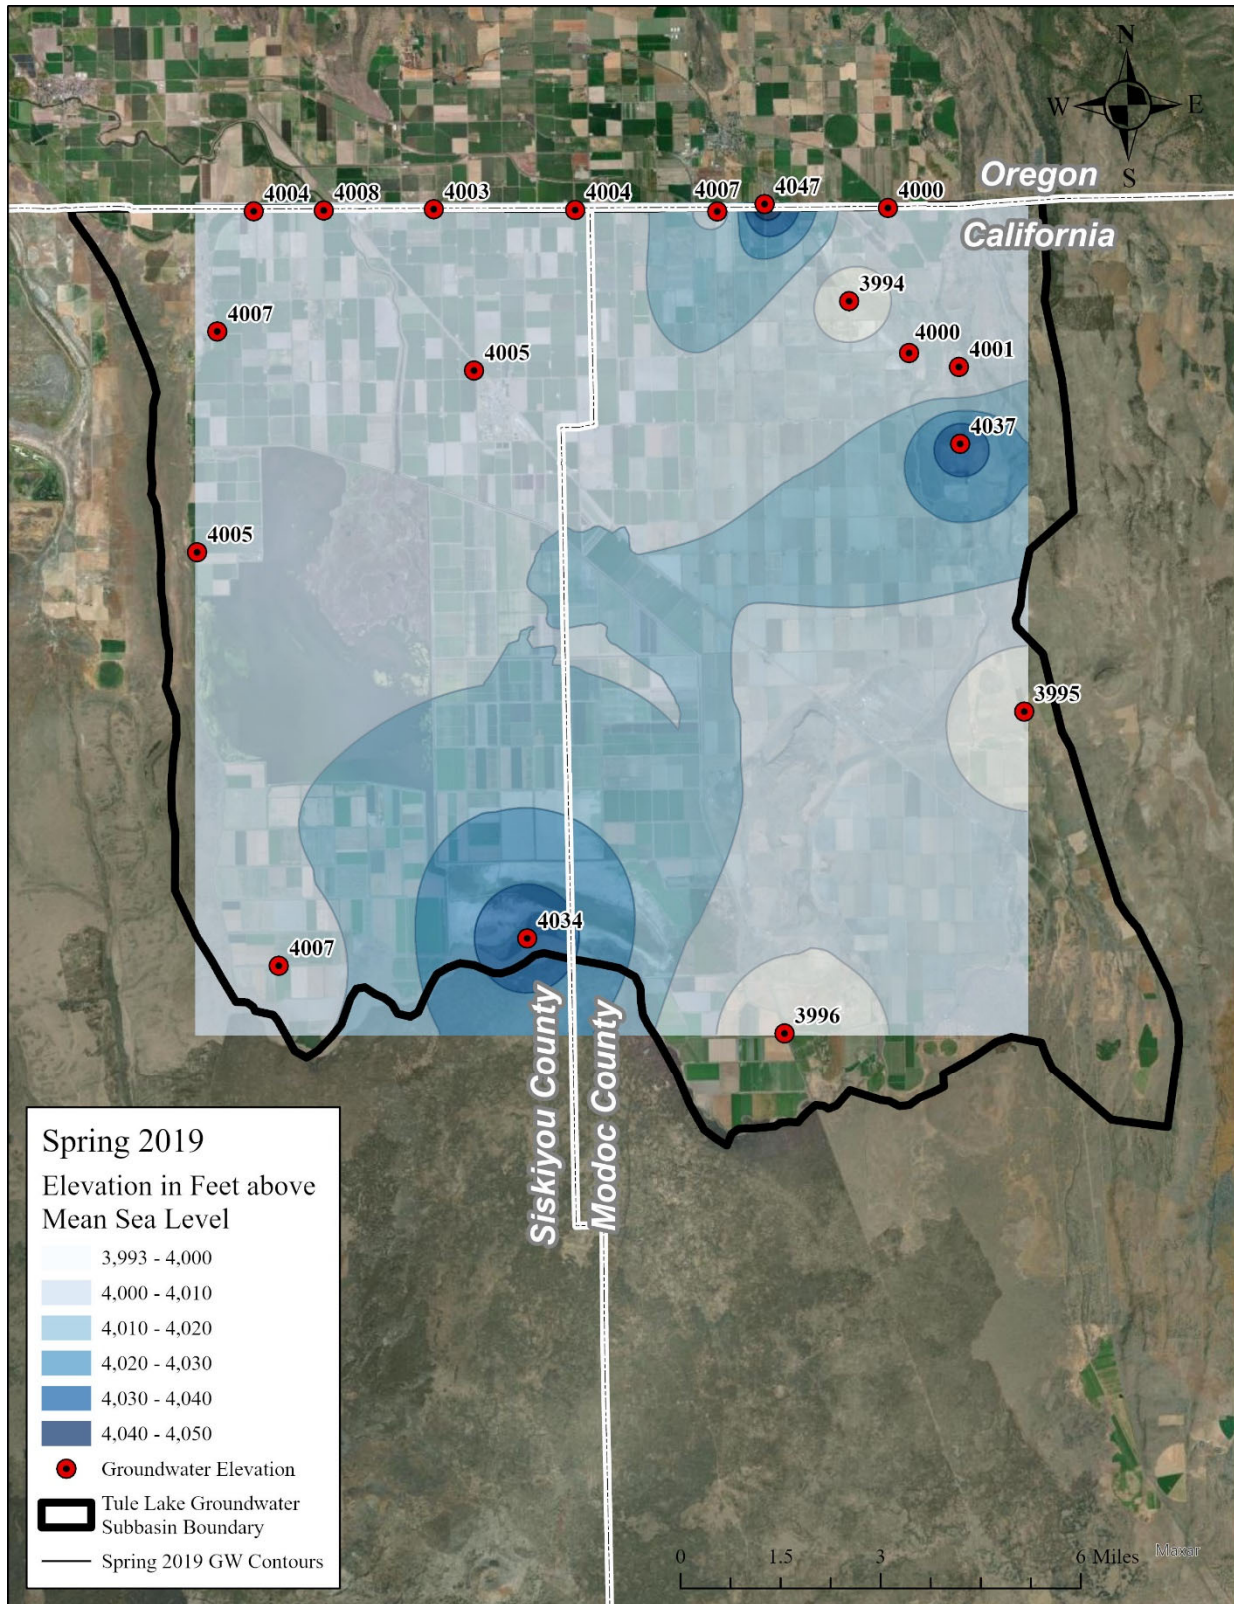 N
W E
S
Oregon
California
4004
4008
4003
4004
4007
4047
4000
3994
4007
4000
4001
4005
4037
4005
3995
4034
4007
3996
Siskiyou County
Modoc County
Spring 2019
Elevation in Feet above
Mean Sea Level
3,993 - 4,000
4,000 - 4,010
4,010 - 4,020
4,020 - 4,030
4,030 - 4,040
4,040 - 4,050
Groundwater Elevation
Tule Lake Groundwater
Subbasin Boundary
Spring 2019 GW Contours
0 1.5 3 6 Miles
Maxar